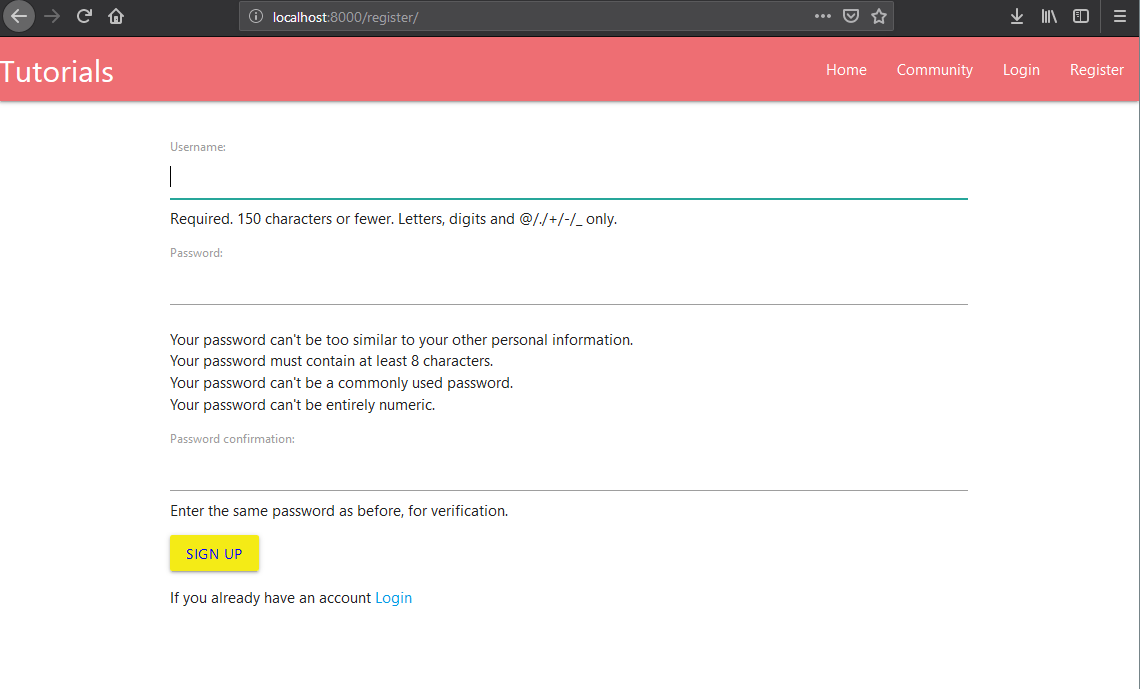 localhost:8000/register/
Tutorials
Home Community Login Register
Username:
Required. 150 characters or fewer. Letters, digits and @/./+/-/_ only.
Password:
Your password can't be too similar to your other personal information.
Your password must contain at least 8 characters.
Your password can't be a commonly used password.
Your password can't be entirely numeric.
Password confirmation:
Enter the same password as before, for verification.
SIGN UP
If you already have an account Login